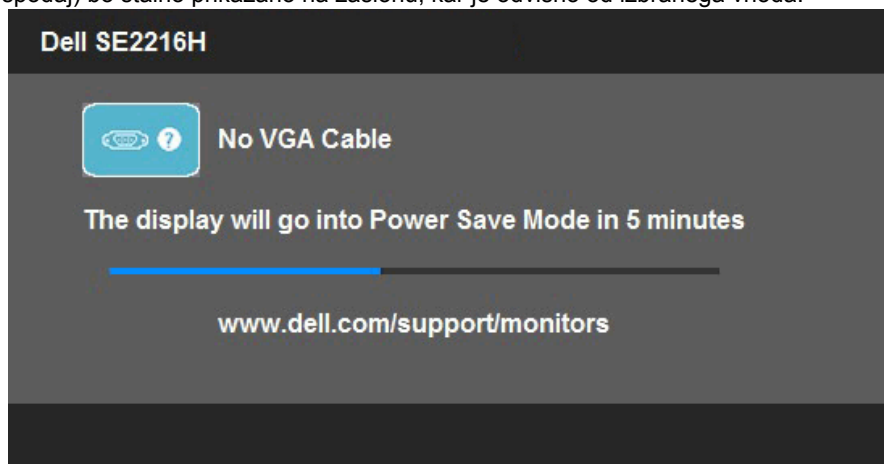 spodaj) bo stalno prikazano na zaslonu, kar je odvisno od izbranega vhoda.
Dell SE2216H
? No VGA Cable
The display will go into Power Save Mode in 5 minutes
www.dell.com/support/monitors